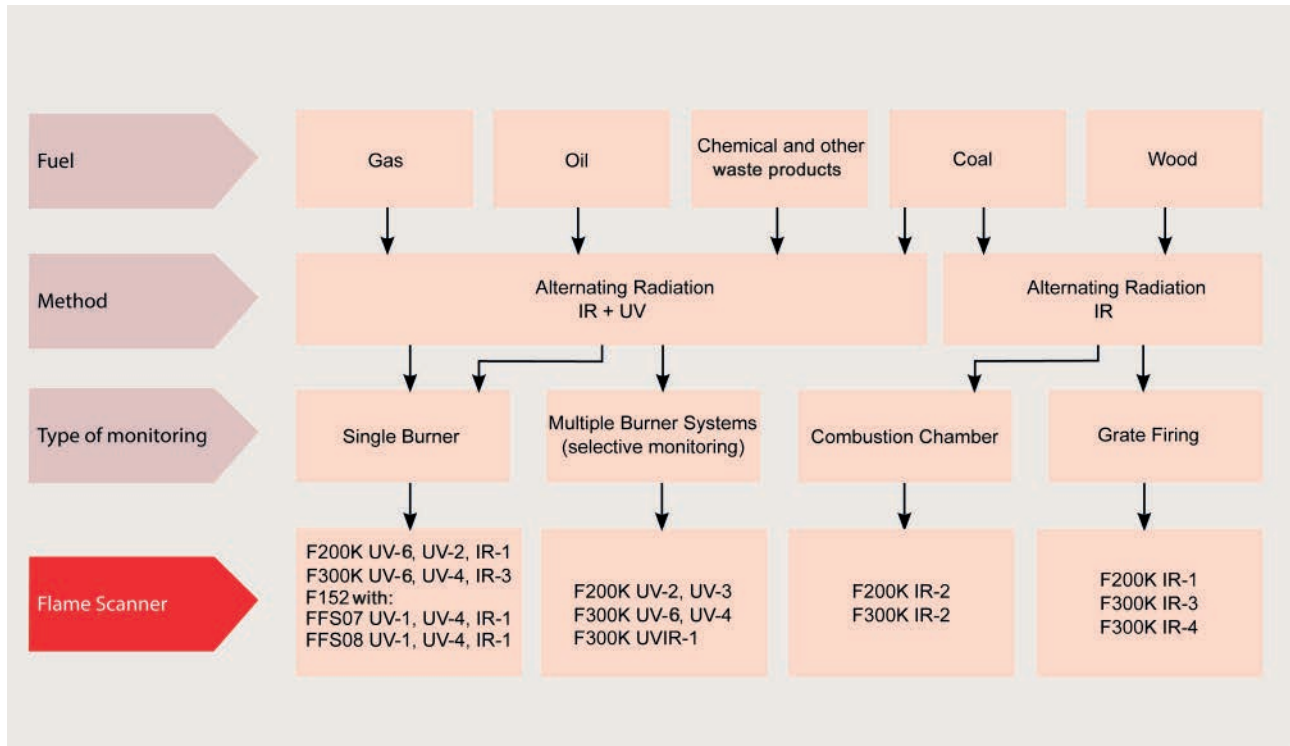 Fuel
Gas
Oil
Chemical and other
waste products
Coal
Wood
Method
Alternating Radiation
IR + UV
Alternating Radiation
IR
Type of monitoring
Single Burner
Multiple Burner Systems
(selective monitoring)
Combustion Chamber
Grate Firing
Flame Scanner
F200K UV-6, UV-2, IR-1
F300K UV-6, UV-4, IR-3
F152 with:
FFS07 UV-1, UV-4, IR-1
FFS08 UV-1, UV-4, IR-1
F200K UV-2, UV-3
F300K UV-6, UV-4
F300K UVIR-1
F200K IR-2
F300K IR-2
F200K IR-1
F300K IR-3
F300K IR-4